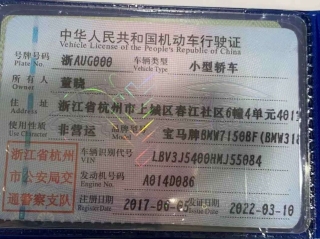 中华人民共和国机动车行驶证
Vehicle License of the People's Republic of China
号牌号码 浙AUG000 车辆类型 小型轿车
Plate No. Vehicle Type
所有人 董骁
Owner
住址 浙江省杭州市上城区春江社区6幢4单元401
Address
使用性质 非营运 品牌型号 宝马牌BMW7150BF(BMW318
Use Character Model
浙江省杭州
市公安局交
通警察支队
车辆识别代号 LBV3J5400HMJ55084
VIN
发动机号码 A014D086
Engine No.
注册日期 2017-06-05 发证日期 2022-03-10
Register Date Issue Date